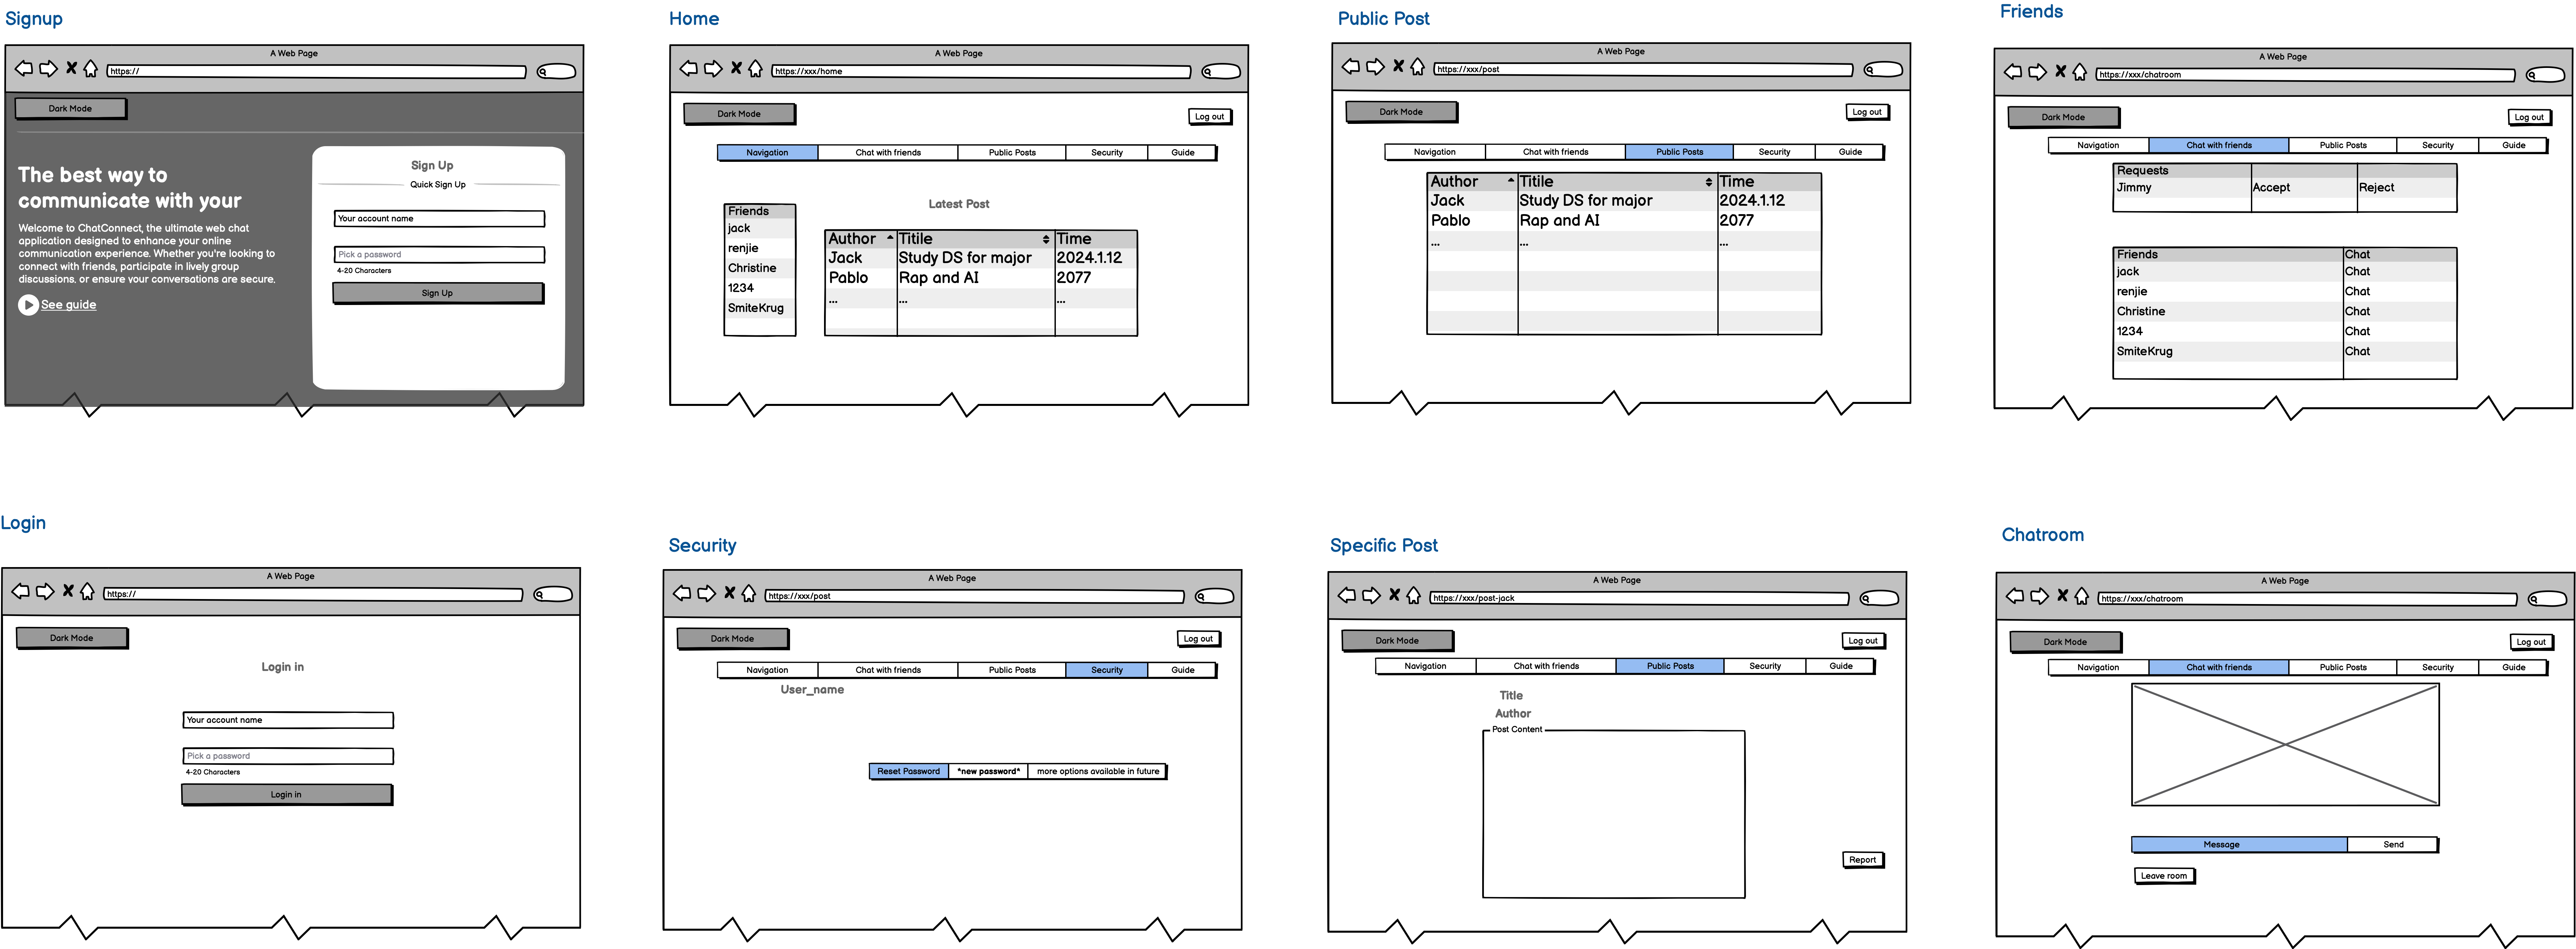 Signup
A Web Page
https://
Dark Mode
The best way to
communicate with your
Welcome to ChatConnect, the ultimate web chat
application designed to enhance your online
communication experience. Whether you're looking to
connect with friends, participate in lively group
discussions, or ensure your conversations are secure.
See guide
Sign Up
Quick Sign Up
Your account name
Pick a password
4-20 Characters
Sign Up
Home
A Web Page
https://xxx/home
Dark Mode
Log out
Navigation Chat with friends Public Posts Security Guide
Friends
jack
renjie
Christine
1234
SmiteKrug
Latest Post
Author Titile Time
Jack Study DS for major 2024.1.12
Pablo Rap and AI 2077
... ... ...
Public Post
A Web Page
https://xxx/post
Dark Mode
Log out
Navigation Chat with friends Public Posts Security Guide
Author Titile Time
Jack Study DS for major 2024.1.12
Pablo Rap and AI 2077
... ... ...
Friends
A Web Page
https://xxx/chatroom
Dark Mode
Log out
Navigation Chat with friends Public Posts Security Guide
Requests
Jimmy Accept Reject
Friends Chat
jack Chat
renjie Chat
Christine Chat
1234 Chat
SmiteKrug Chat
Login
A Web Page
https://
Dark Mode
Login in
Your account name
Pick a password
4-20 Characters
Login in
Security
A Web Page
https://xxx/post
Dark Mode
Log out
Navigation Chat with friends Public Posts Security Guide
User_name
Reset Password *new password* more options available in future
Specific Post
A Web Page
https://xxx/post-jack
Dark Mode
Log out
Navigation Chat with friends Public Posts Security Guide
Title
Author
Post Content
Report
Chatroom
A Web Page
https://xxx/chatroom
Dark Mode
Log out
Navigation Chat with friends Public Posts Security Guide
Message Send
Leave room